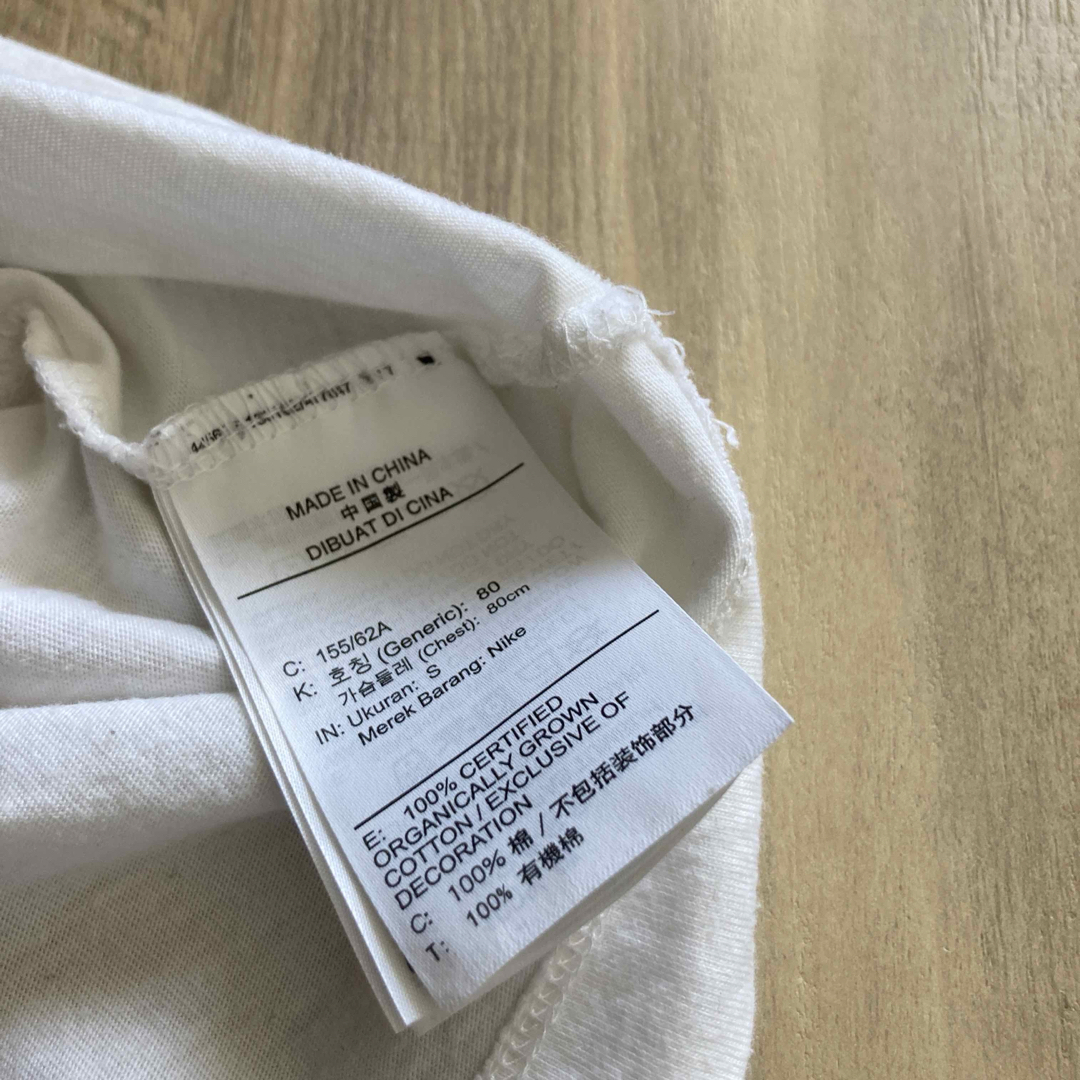 MADE IN CHINA
中国製
DIBUAT DI CINA
C: 155/62A
K: 호칭 (Generic): 80
가슴둘레 (Chest): 80cm
IN: Ukuran: S
Merek Barang: Nike
E: 100% CERTIFIED
ORGANICALLY GROWN
COTTON / EXCLUSIVE OF
DECORATION
C: 100% 棉 / 不包括装饰部分
T: 100% 有機棉